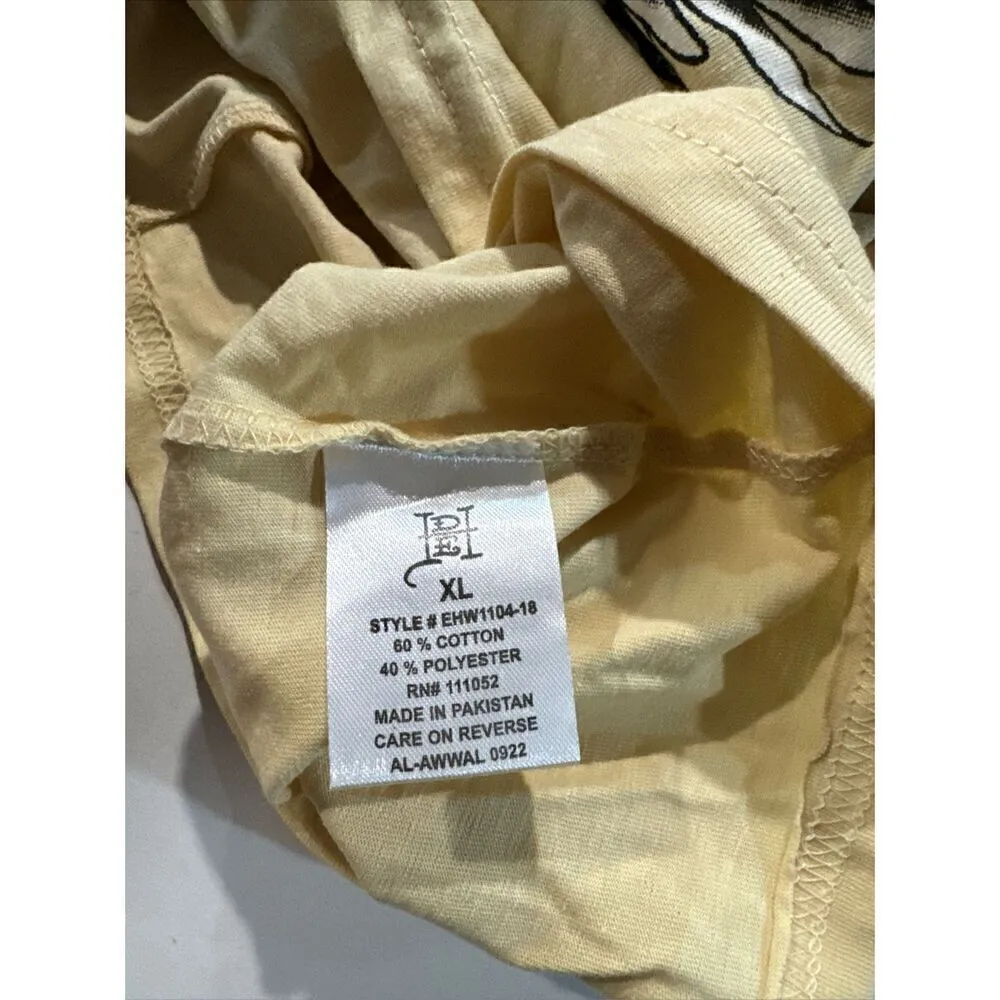 XL
STYLE # EHW1104-18
60 % COTTON
40 % POLYESTER
RN# 111052
MADE IN PAKISTAN
CARE ON REVERSE
AL-AWWAL 0922